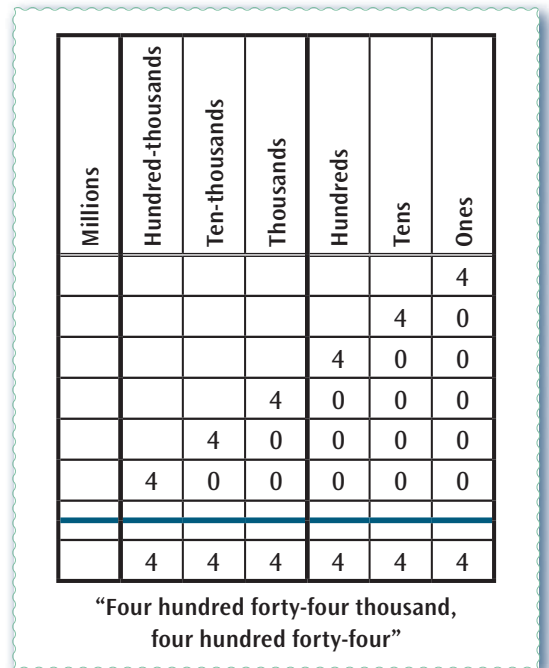 Millions Hundred-thousands Ten-thousands Thousands Hundreds Tens Ones
4
4 0
4 0 0
4 0 0 0
4 0 0 0 0
4 0 0 0 0 0
4 4 4 4 4 4
“Four hundred forty-four thousand,
four hundred forty-four”